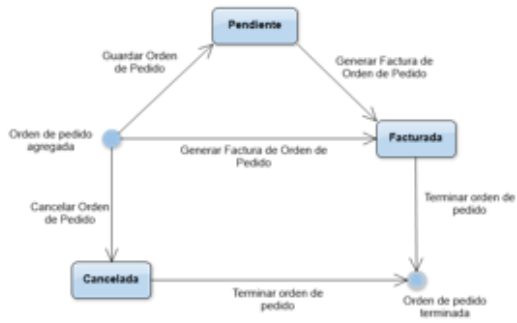 Pendiente
Guardar Orden
de Pedido
Generar Factura de
Orden de Pedido
Orden de pedido
agregada
Generar Factura de Orden de
Pedido
Facturada
Cancelar Orden
de Pedido
Terminar orden de
pedido
Cancelada
Terminar orden de
pedido
Orden de pedido
terminada